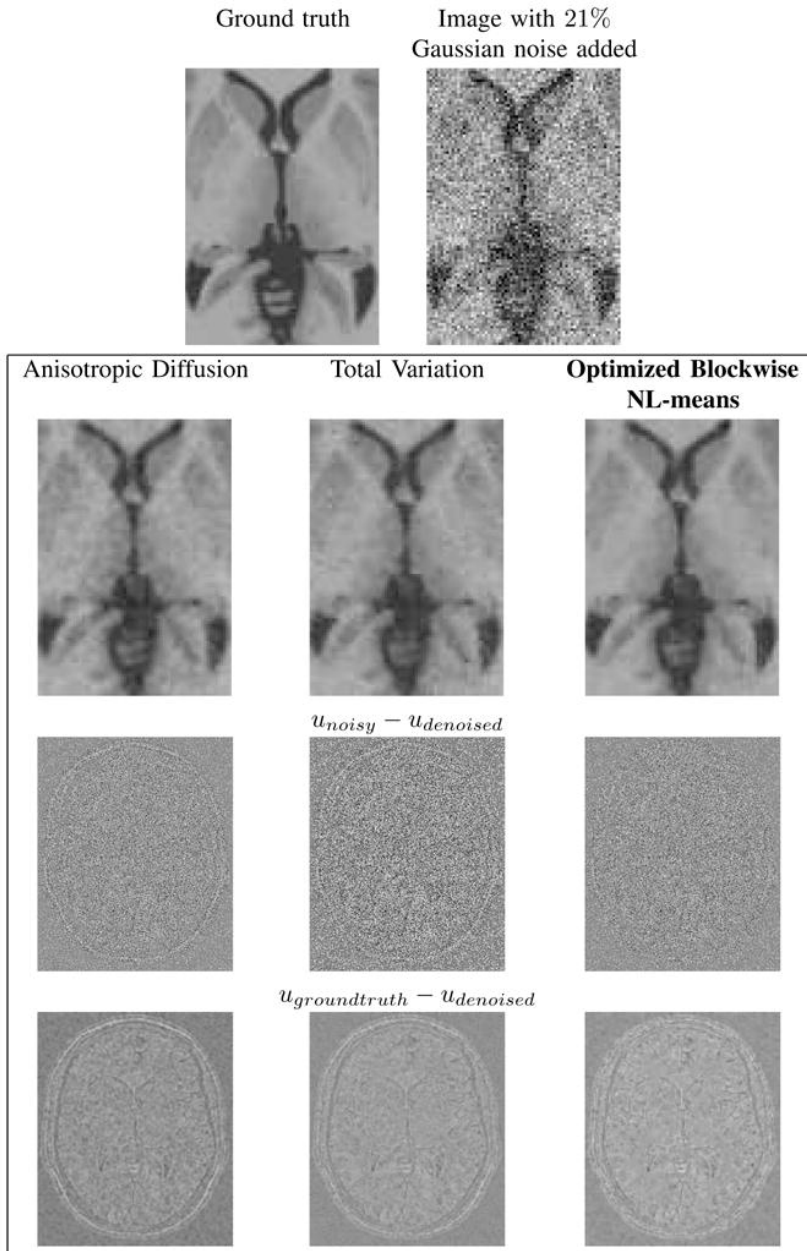 Ground truth
Image with 21%
Gaussian noise added
Anisotropic Diffusion
Total Variation
Optimized Blockwise
NL-means
u_{noisy} − u_{denoised}
u_{groundtruth} − u_{denoised}